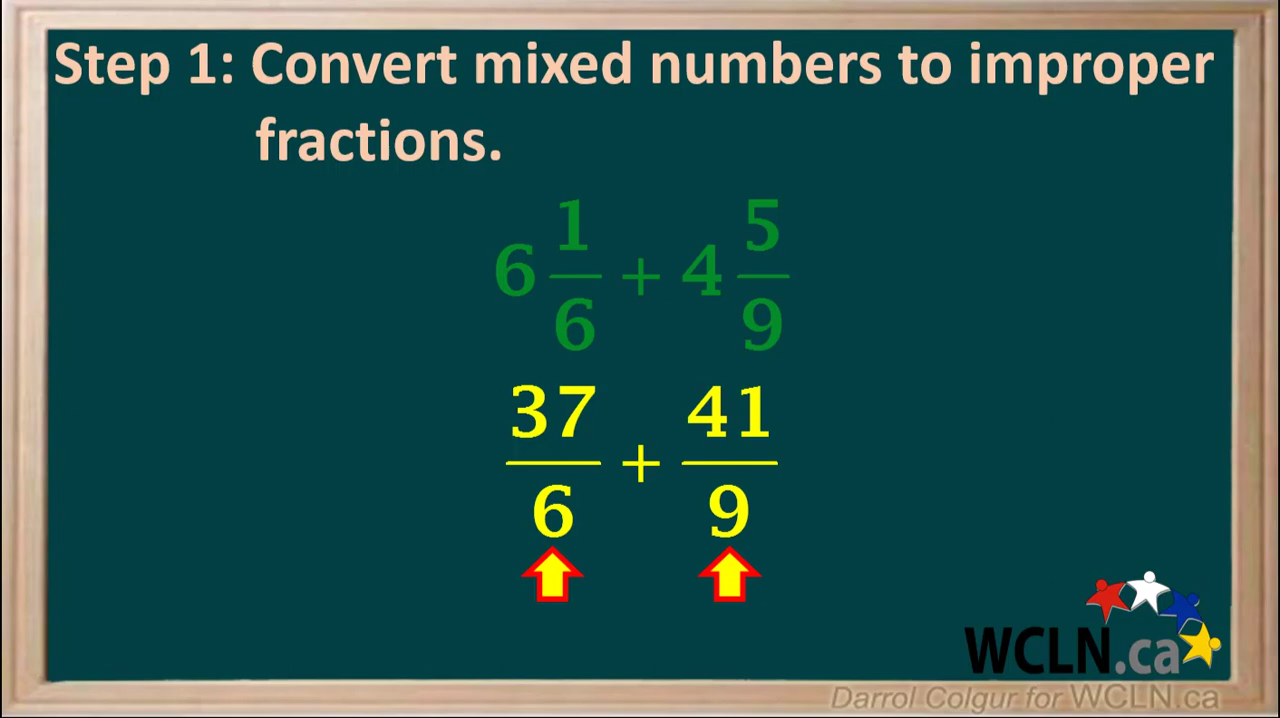 Step 1: Convert mixed numbers to improper
fractions.
6 1/6 + 4 5/9
37/6 + 41/9
WCLN.ca
Darrol Colgur for WCLN.ca